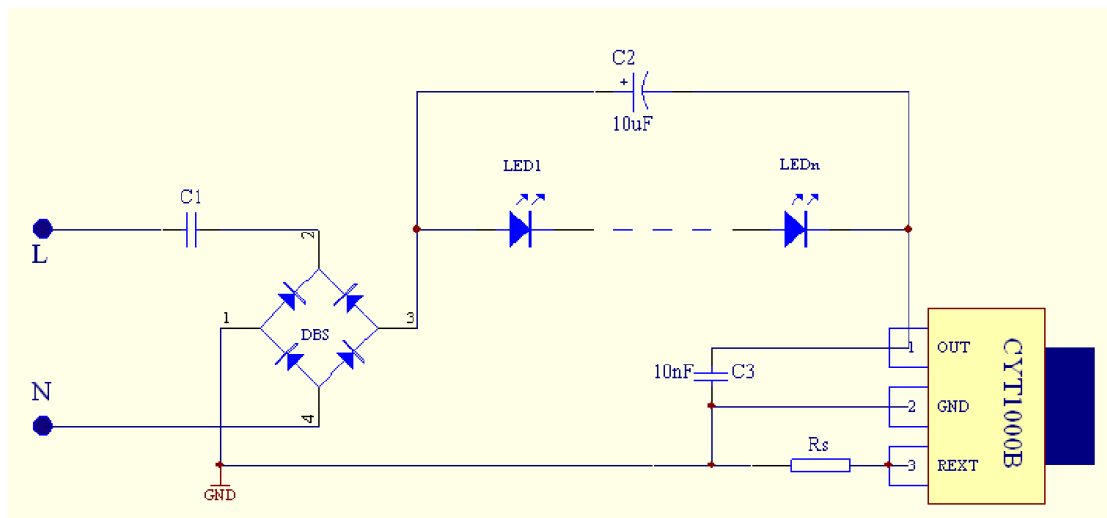 C2
+
10uF
LED1
LEDn
C1
L
2
1
DBS
3
N
4
10nF
C3
1 OUT
2 GND
3 REXT
CYT1000B
Rs
GND